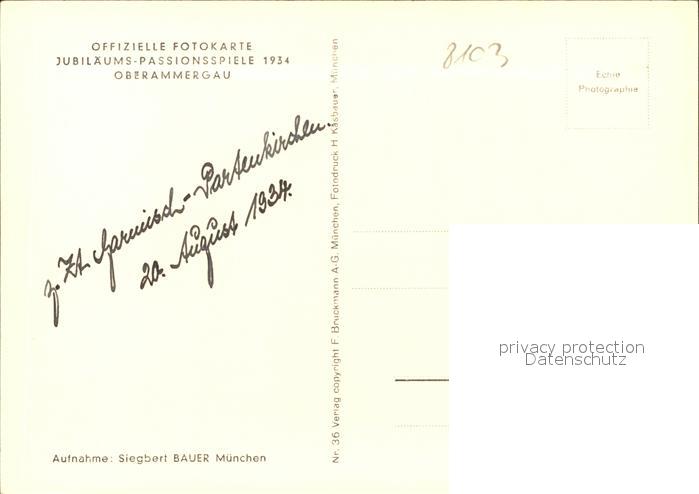 OFFIZIELLE FOTOKARTE
JUBILÄUMS-PASSIONSSPIELE 1934
OBERAMMERGAU
8103
Echte
Photographie
z. Zt. Garmisch-Partenkirchen.
20. August 1934.
Nr. 36 Verlag copyright F. Bruckmann A-G. München, Fotodruck H. Käsbauer, München
privacy protection
Datenschutz
Aufnahme: Siegbert BAUER München